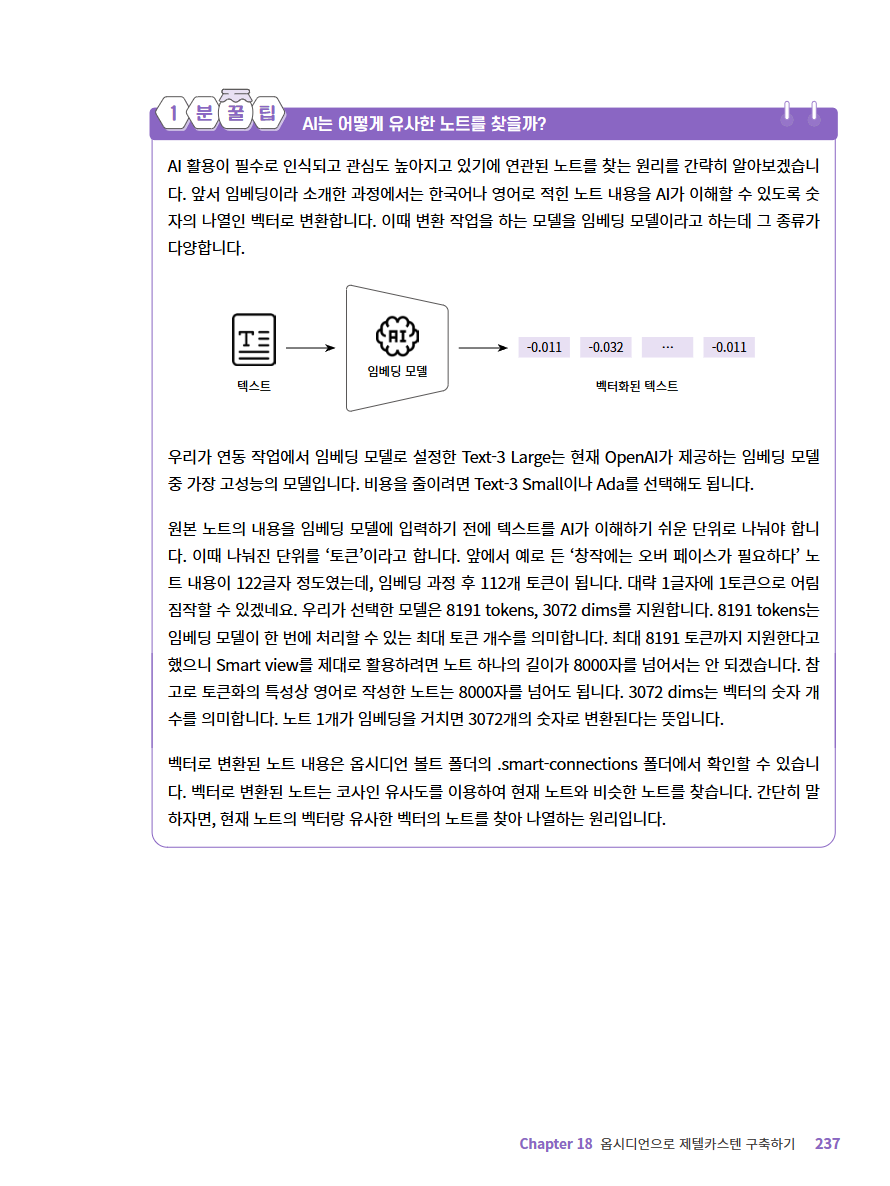 1분꿀팁 AI는 어떻게 유사한 노트를 찾을까?
AI 활용이 필수로 인식되고 관심도 높아지고 있기에 연관된 노트를 찾는 원리를 간략히 알아보겠습니
다. 앞서 임베딩이라 소개한 과정에서는 한국어나 영어로 적힌 노트 내용을 AI가 이해할 수 있도록 숫
자의 나열인 벡터로 변환합니다. 이때 변환 작업을 하는 모델을 임베딩 모델이라고 하는데 그 종류가
다양합니다.
텍스트
AI
임베딩 모델
-0.011 -0.032 … -0.011
벡터화된 텍스트
우리가 연동 작업에서 임베딩 모델로 설정한 Text-3 Large는 현재 OpenAI가 제공하는 임베딩 모델
중 가장 고성능의 모델입니다. 비용을 줄이려면 Text-3 Small이나 Ada를 선택해도 됩니다.
원본 노트의 내용을 임베딩 모델에 입력하기 전에 텍스트를 AI가 이해하기 쉬운 단위로 나눠야 합니
다. 이때 나눠진 단위를 ‘토큰’이라고 합니다. 앞에서 예로 든 ‘창작에는 오버 페이스가 필요하다’ 노
트 내용이 122글자 정도였는데, 임베딩 과정 후 112개 토큰이 됩니다. 대략 1글자에 1토큰으로 어림
짐작할 수 있겠네요. 우리가 선택한 모델은 8191 tokens, 3072 dims를 지원합니다. 8191 tokens는
임베딩 모델이 한 번에 처리할 수 있는 최대 토큰 개수를 의미합니다. 최대 8191 토큰까지 지원한다고
했으니 Smart view를 제대로 활용하려면 노트 하나의 길이가 8000자를 넘어서는 안 되겠습니다. 참
고로 토큰화의 특성상 영어로 작성한 노트는 8000자를 넘어도 됩니다. 3072 dims는 벡터의 숫자 개
수를 의미합니다. 노트 1개가 임베딩을 거치면 3072개의 숫자로 변환된다는 뜻입니다.
벡터로 변환된 노트 내용은 옵시디언 볼트 폴더의 .smart-connections 폴더에서 확인할 수 있습니
다. 벡터로 변환된 노트는 코사인 유사도를 이용하여 현재 노트와 비슷한 노트를 찾습니다. 간단히 말
하자면, 현재 노트의 벡터랑 유사한 벡터의 노트를 찾아 나열하는 원리입니다.
Chapter 18 옵시디언으로 제텔카스텐 구축하기 237